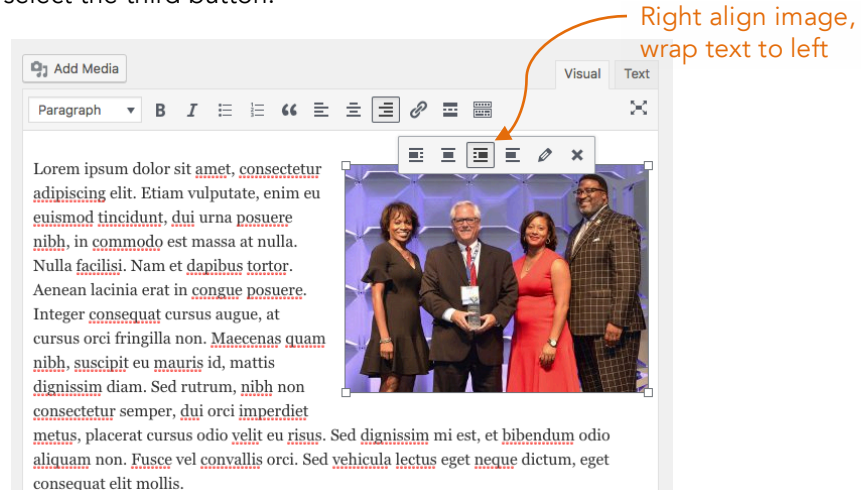 select the third button.
Right align image,
wrap text to left
Add Media
Visual Text
Paragraph B I
Lorem ipsum dolor sit amet, consectetur
adipiscing elit. Etiam vulputate, enim eu
euismod tincidunt, dui urna posuere
nibh, in commodo est massa at nulla.
Nulla facilisi. Nam et dapibus tortor.
Aenean lacinia erat in congue posuere.
Integer consequat cursus augue, at
cursus orci fringilla non. Maecenas quam
nibh, suscipit eu mauris id, mattis
dignissim diam. Sed rutrum, nibh non
consectetur semper, dui orci imperdiet
metus, placerat cursus odio velit eu risus. Sed dignissim mi est, et bibendum odio
aliquam non. Fusce vel convallis orci. Sed vehicula lectus eget neque dictum, eget
consequat elit mollis.